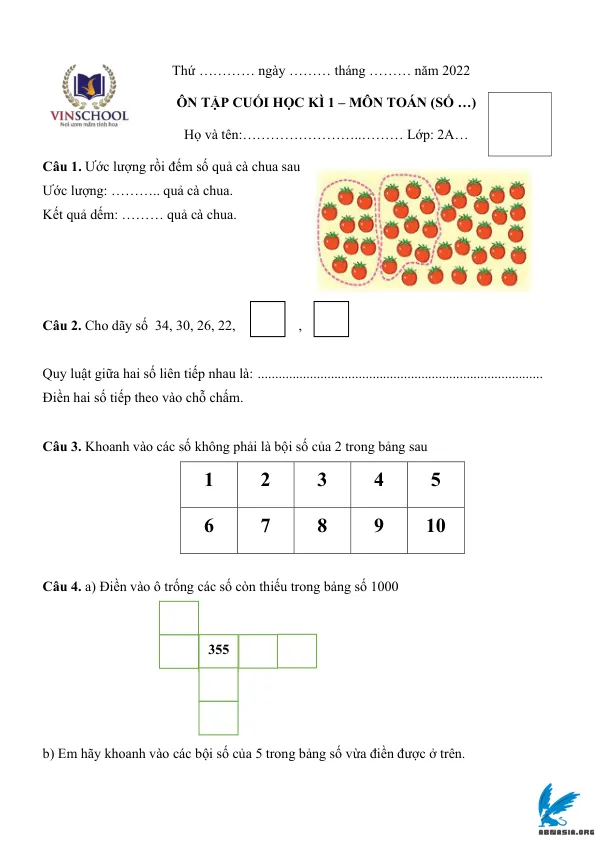 Thứ ………… ngày ……… tháng ……… năm 2022
VINSCHOOL
Nơi ươm mầm tinh hoa
ÔN TẬP CUỐI HỌC KÌ 1 – MÔN TOÁN (SỐ …)
Họ và tên:……………………..……… Lớp: 2A…
Câu 1. Ước lượng rồi đếm số quả cà chua sau
Ước lượng: ……….. quả cà chua.
Kết quả dếm: ……… quả cà chua.
Câu 2. Cho dãy số 34, 30, 26, 22, ,
Quy luật giữa hai số liên tiếp nhau là: ..................................................................................
Điền hai số tiếp theo vào chỗ chấm.
Câu 3. Khoanh vào các số không phải là bội số của 2 trong bảng sau
1 2 3 4 5
6 7 8 9 10
Câu 4. a) Điền vào ô trống các số còn thiếu trong bảng số 1000
355
b) Em hãy khoanh vào các bội số của 5 trong bảng số vừa điền được ở trên.
ABNASIA.ORG